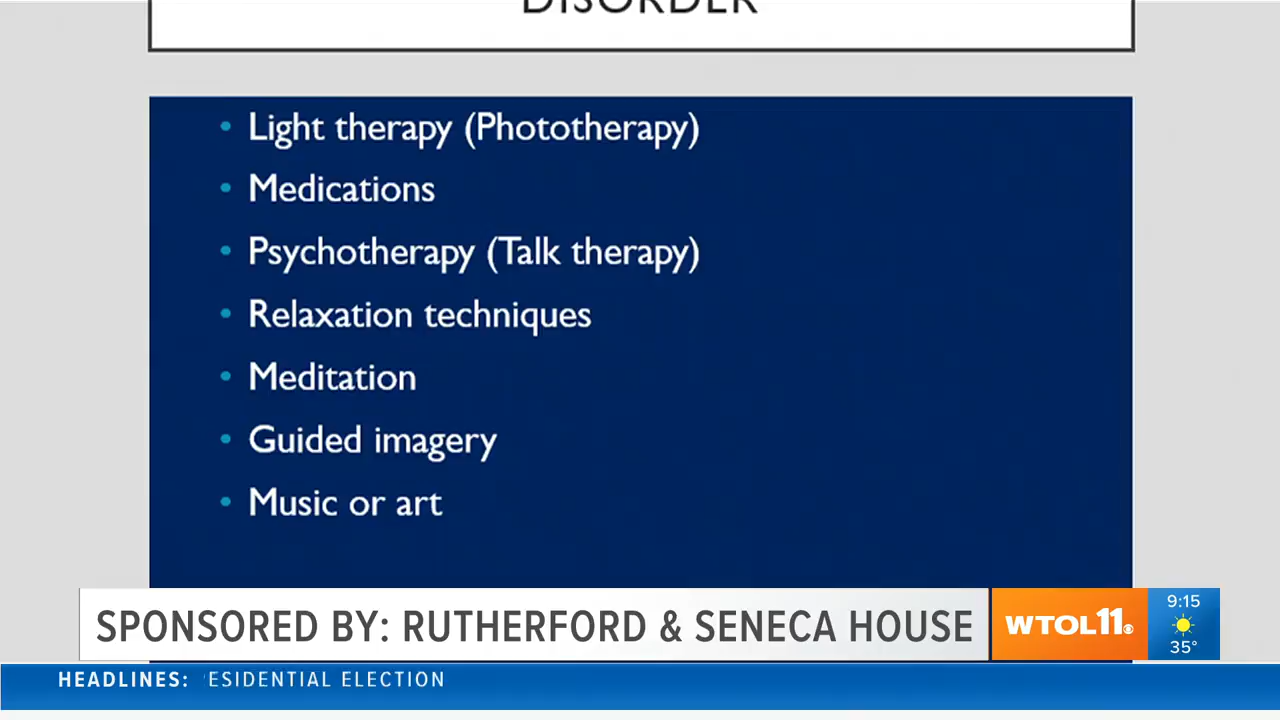 DISORDER
• Light therapy (Phototherapy)
• Medications
• Psychotherapy (Talk therapy)
• Relaxation techniques
• Meditation
• Guided imagery
• Music or art
SPONSORED BY: RUTHERFORD & SENECA HOUSE
WTOL11
9:15
35°
HEADLINES: ESIDENTIAL ELECTION